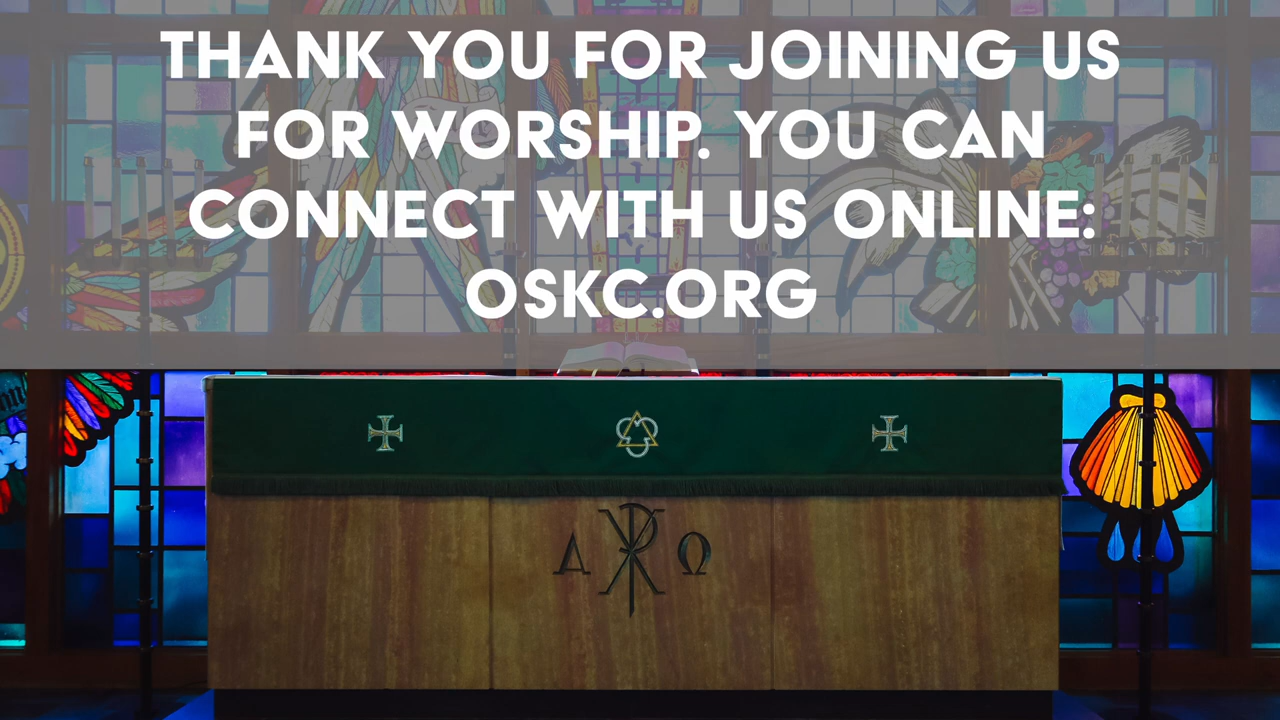 THANK YOU FOR JOINING US
FOR WORSHIP. YOU CAN
CONNECT WITH US ONLINE:
OSKC.ORG
Α ☧ Ω